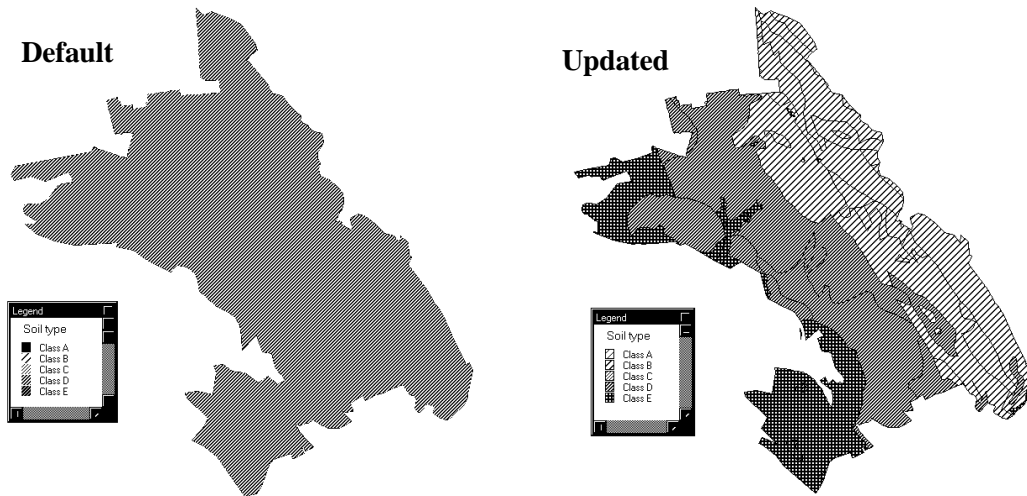 Default
Updated
Legend
Soil type
Class A
Class B
Class C
Class D
Class E
Legend
Soil type
Class A
Class B
Class C
Class D
Class E